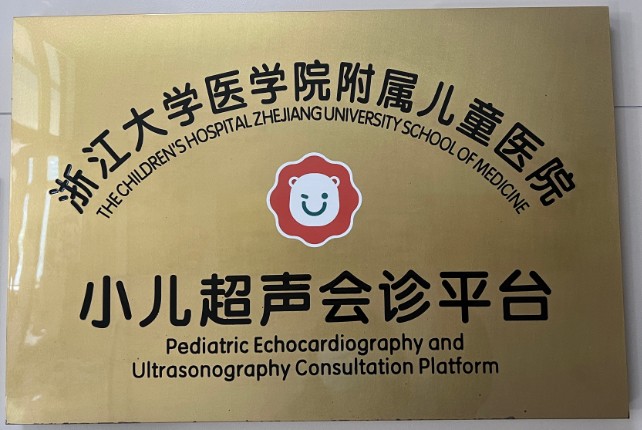 浙江大学医学院附属儿童医院
THE CHILDREN'S HOSPITAL ZHEJIANG UNIVERSITY SCHOOL OF MEDICINE
小儿超声会诊平台
Pediatric Echocardiography and
Ultrasonography Consultation Platform